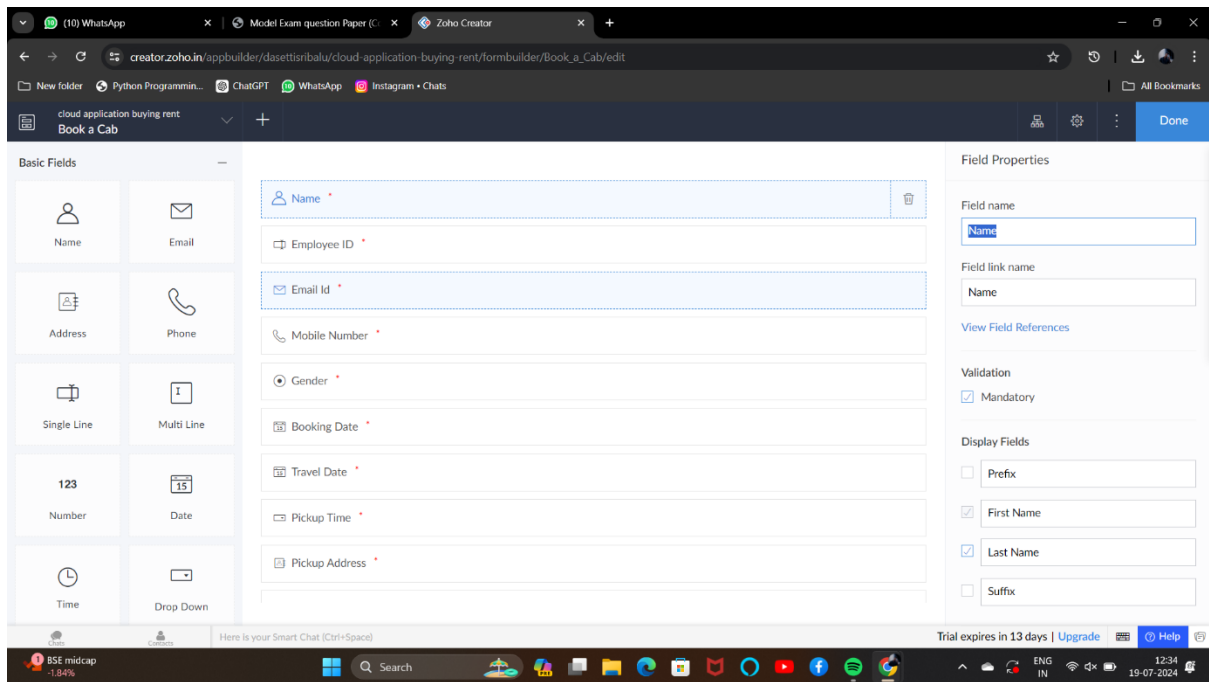 (10) WhatsApp
Model Exam question Paper (C
Zoho Creator
creator.zoho.in/appbuilder/dasettisribalu/cloud-application-buying-rent/formbuilder/Book_a_Cab/edit
New folder
Python Programmin...
ChatGPT
WhatsApp
Instagram • Chats
All Bookmarks
cloud application buying rent
Book a Cab
Done
Basic Fields
Name
Email
Address
Phone
Single Line
Multi Line
123
Number
15
Date
Time
Drop Down
Name *
Employee ID *
Email Id *
Mobile Number *
Gender *
Booking Date *
Travel Date *
Pickup Time *
Pickup Address *
Field Properties
Field name
Name
Field link name
Name
View Field References
Validation
Mandatory
Display Fields
Prefix
First Name
Last Name
Suffix
Chats
Contacts
Here is your Smart Chat (Ctrl+Space)
Trial expires in 13 days | Upgrade
Help
1
BSE midcap
-1.84%
Search
ENG
IN
12:34
19-07-2024